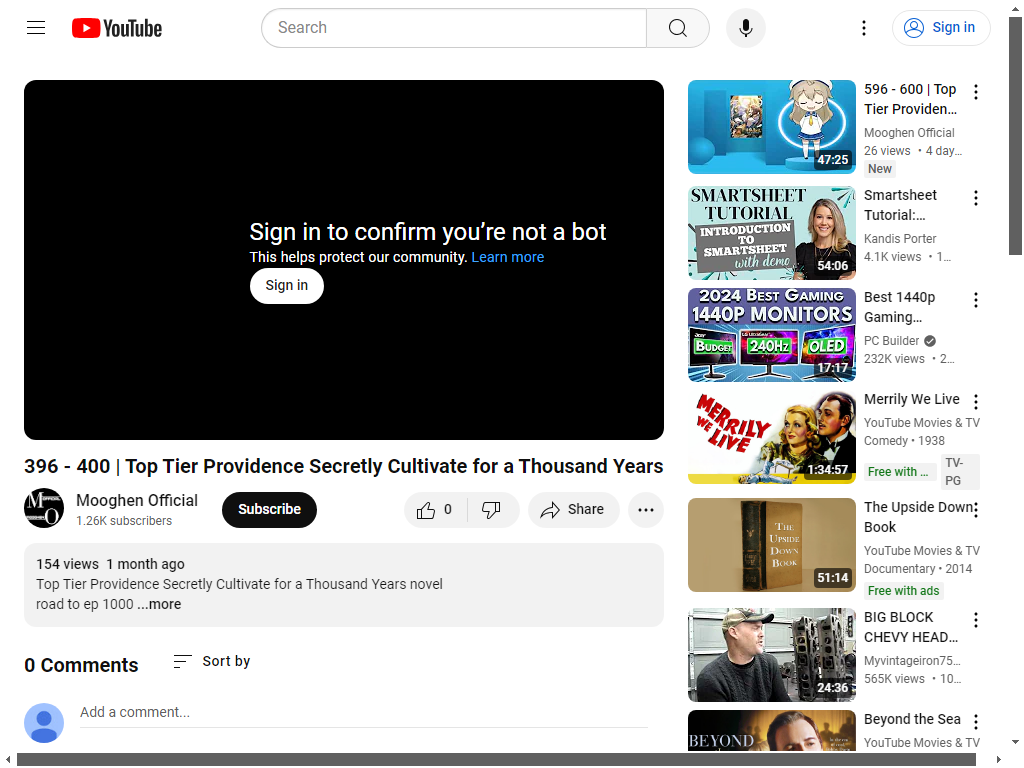 YouTube
Search
Sign in
Sign in to confirm you’re not a bot
This helps protect our community. Learn more
Sign in
396 - 400 | Top Tier Providence Secretly Cultivate for a Thousand Years
Mooghen Official
1.26K subscribers
Subscribe
0
Share
154 views 1 month ago
Top Tier Providence Secretly Cultivate for a Thousand Years novel
road to ep 1000 ...more
0 Comments
Sort by
Add a comment...
47:25
596 - 600 | Top
Tier Providen...
Mooghen Official
26 views • 4 day...
New
SMARTSHEET
TUTORIAL
INTRODUCTION
TO
SMARTSHEET
with demo
54:06
Smartsheet
Tutorial:...
Kandis Porter
4.1K views • 1...
2024 BEST GAMING
1440P MONITORS
BUDGET
240HZ
OLED
17:17
Best 1440p
Gaming...
PC Builder
232K views • 2...
MERRILY
WE LIVE
1:34:57
Merrily We Live
YouTube Movies & TV
Comedy • 1938
Free with ...
TV-
PG
THE
UPSIDE
DOWN
BOOK
51:14
The Upside Down
Book
YouTube Movies & TV
Documentary • 2014
Free with ads
24:36
BIG BLOCK
CHEVY HEAD...
Myvintageiron75...
565K views • 10...
BEYOND
Beyond the Sea
YouTube Movies & TV